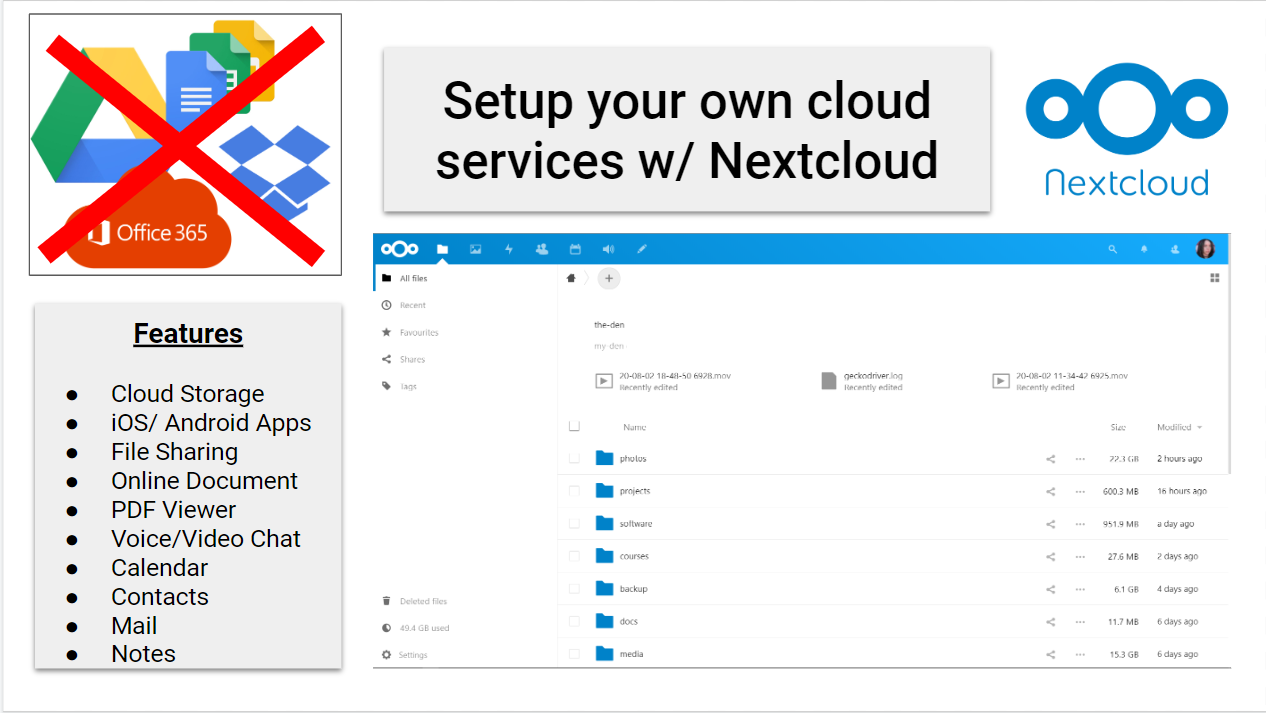 Office 365
Setup your own cloud
services w/ Nextcloud
Nextcloud
Features
● Cloud Storage
● iOS/ Android Apps
● File Sharing
● Online Document
● PDF Viewer
● Voice/Video Chat
● Calendar
● Contacts
● Mail
● Notes
All files
Recent
Favourites
Shares
Tags
Deleted files
49.4 GB used
Settings
+
the-den
my-den
20-08-02 18-48-50 6928.mov
Recently edited
geckodriver.log
Recently edited
20-08-02 11-34-42 6925.mov
Recently edited
Name Size Modified
photos 22.3 GB 2 hours ago
projects 600.3 MB 16 hours ago
software 951.9 MB a day ago
courses 27.6 MB 2 days ago
backup 6.1 GB 4 days ago
docs 11.7 MB 6 days ago
media 15.3 GB 6 days ago